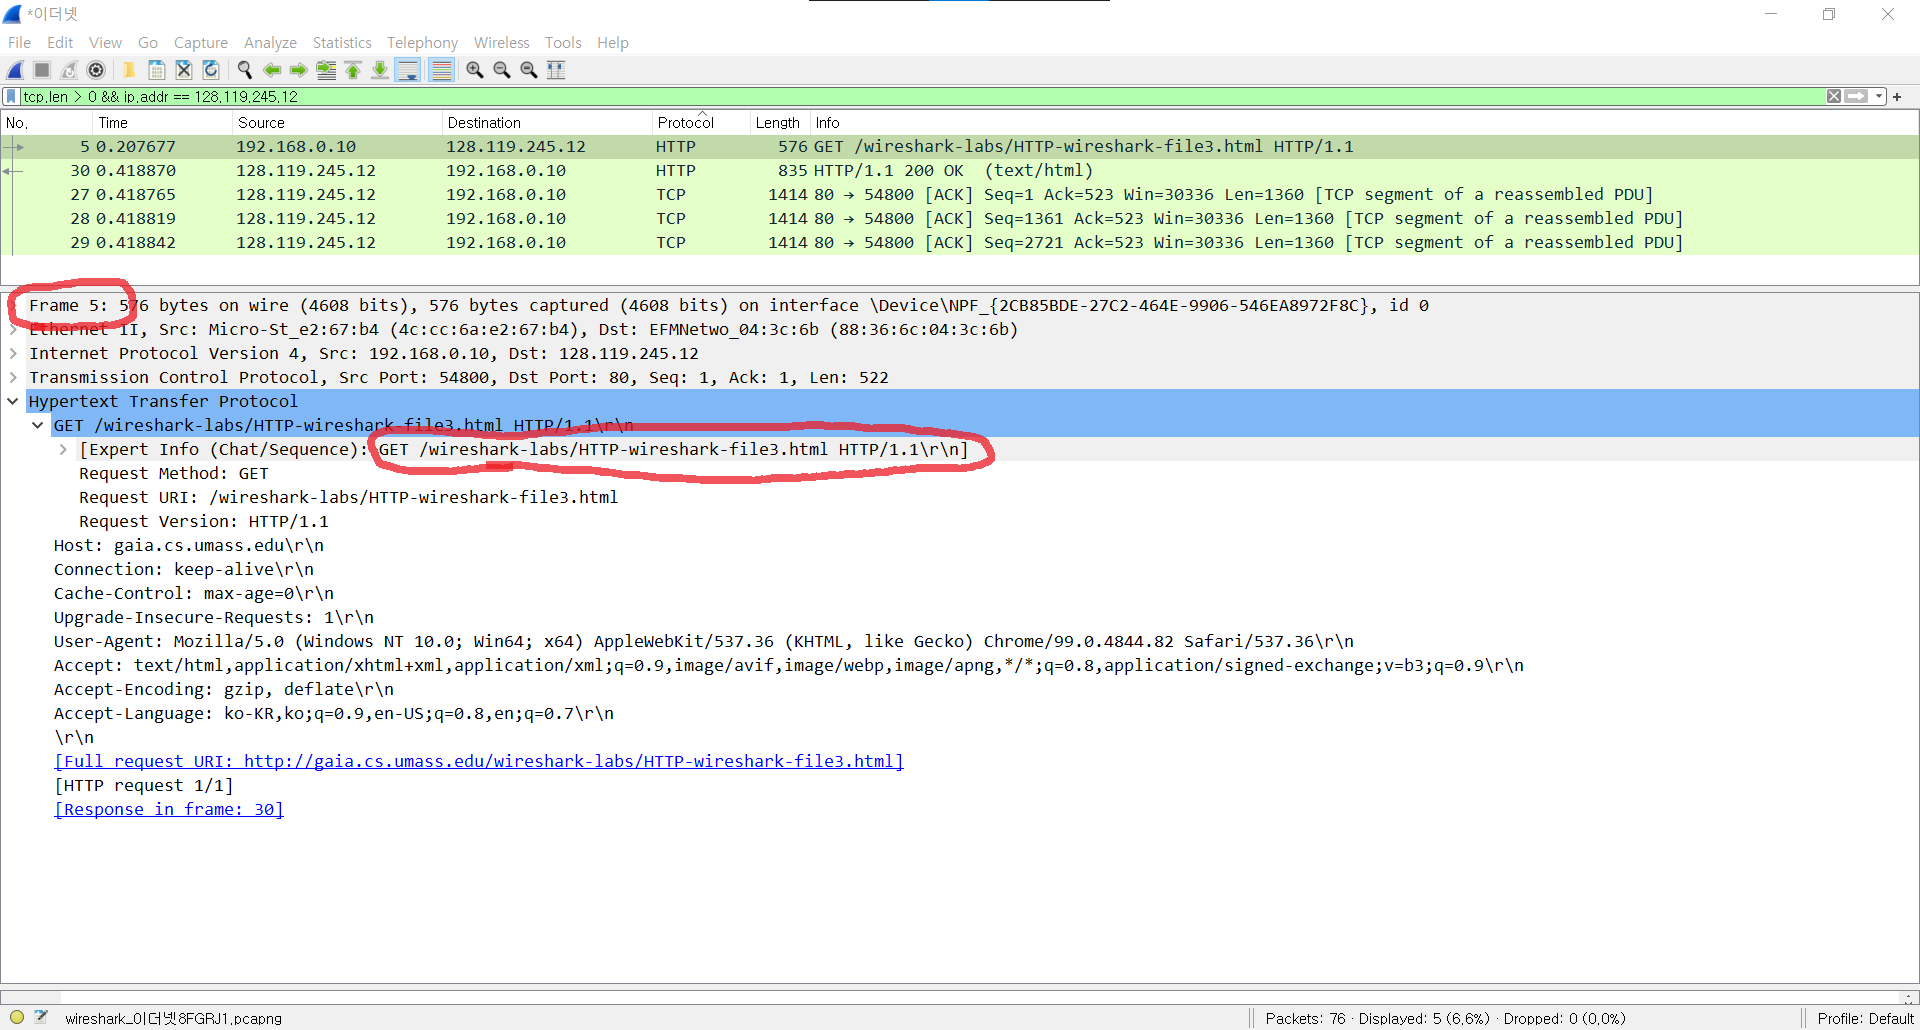 *이더넷
File Edit View Go Capture Analyze Statistics Telephony Wireless Tools Help
tcp.len > 0 && ip.addr == 128.119.245.12
No. Time Source Destination Protocol Length Info
5 0.207677 192.168.0.10 128.119.245.12 HTTP 576 GET /wireshark-labs/HTTP-wireshark-file3.html HTTP/1.1
30 0.418870 128.119.245.12 192.168.0.10 HTTP 835 HTTP/1.1 200 OK (text/html)
27 0.418765 128.119.245.12 192.168.0.10 TCP 1414 80 → 54800 [ACK] Seq=1 Ack=523 Win=30336 Len=1360 [TCP segment of a reassembled PDU]
28 0.418819 128.119.245.12 192.168.0.10 TCP 1414 80 → 54800 [ACK] Seq=1361 Ack=523 Win=30336 Len=1360 [TCP segment of a reassembled PDU]
29 0.418842 128.119.245.12 192.168.0.10 TCP 1414 80 → 54800 [ACK] Seq=2721 Ack=523 Win=30336 Len=1360 [TCP segment of a reassembled PDU]
Frame 5: 576 bytes on wire (4608 bits), 576 bytes captured (4608 bits) on interface \Device\NPF_{2CB85BDE-27C2-464E-9906-546EA8972F8C}, id 0
Ethernet II, Src: Micro-St_e2:67:b4 (4c:cc:6a:e2:67:b4), Dst: EFMNetwo_04:3c:6b (88:36:6c:04:3c:6b)
Internet Protocol Version 4, Src: 192.168.0.10, Dst: 128.119.245.12
Transmission Control Protocol, Src Port: 54800, Dst Port: 80, Seq: 1, Ack: 1, Len: 522
Hypertext Transfer Protocol
GET /wireshark-labs/HTTP-wireshark-file3.html HTTP/1.1\r\n
[Expert Info (Chat/Sequence): GET /wireshark-labs/HTTP-wireshark-file3.html HTTP/1.1\r\n]
Request Method: GET
Request URI: /wireshark-labs/HTTP-wireshark-file3.html
Request Version: HTTP/1.1
Host: gaia.cs.umass.edu\r\n
Connection: keep-alive\r\n
Cache-Control: max-age=0\r\n
Upgrade-Insecure-Requests: 1\r\n
User-Agent: Mozilla/5.0 (Windows NT 10.0; Win64; x64) AppleWebKit/537.36 (KHTML, like Gecko) Chrome/99.0.4844.82 Safari/537.36\r\n
Accept: text/html,application/xhtml+xml,application/xml;q=0.9,image/avif,image/webp,image/apng,*/*;q=0.8,application/signed-exchange;v=b3;q=0.9\r\n
Accept-Encoding: gzip, deflate\r\n
Accept-Language: ko-KR,ko;q=0.9,en-US;q=0.8,en;q=0.7\r\n
\r\n
[Full request URI: http://gaia.cs.umass.edu/wireshark-labs/HTTP-wireshark-file3.html]
[HTTP request 1/1]
[Response in frame: 30]
wireshark_이더넷8FGRJ1.pcapng Packets: 76 · Displayed: 5 (6.6%) · Dropped: 0 (0.0%) Profile: Default